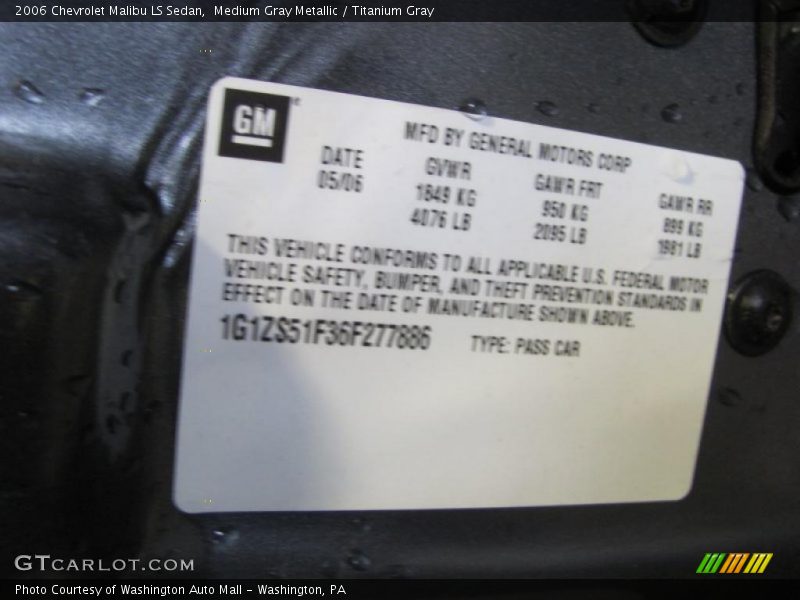 2006 Chevrolet Malibu LS Sedan, Medium Gray Metallic / Titanium Gray
GM
MFD BY GENERAL MOTORS CORP
DATE GVWR GAWR FRT GAWR RR
05/06 1849 KG 950 KG 899 KG
4076 LB 2095 LB 1981 LB
THIS VEHICLE CONFORMS TO ALL APPLICABLE U.S. FEDERAL MOTOR
VEHICLE SAFETY, BUMPER, AND THEFT PREVENTION STANDARDS IN
EFFECT ON THE DATE OF MANUFACTURE SHOWN ABOVE.
1G1ZS51F36F277886 TYPE: PASS CAR
GTCARLOT.COM
Photo Courtesy of Washington Auto Mall - Washington, PA